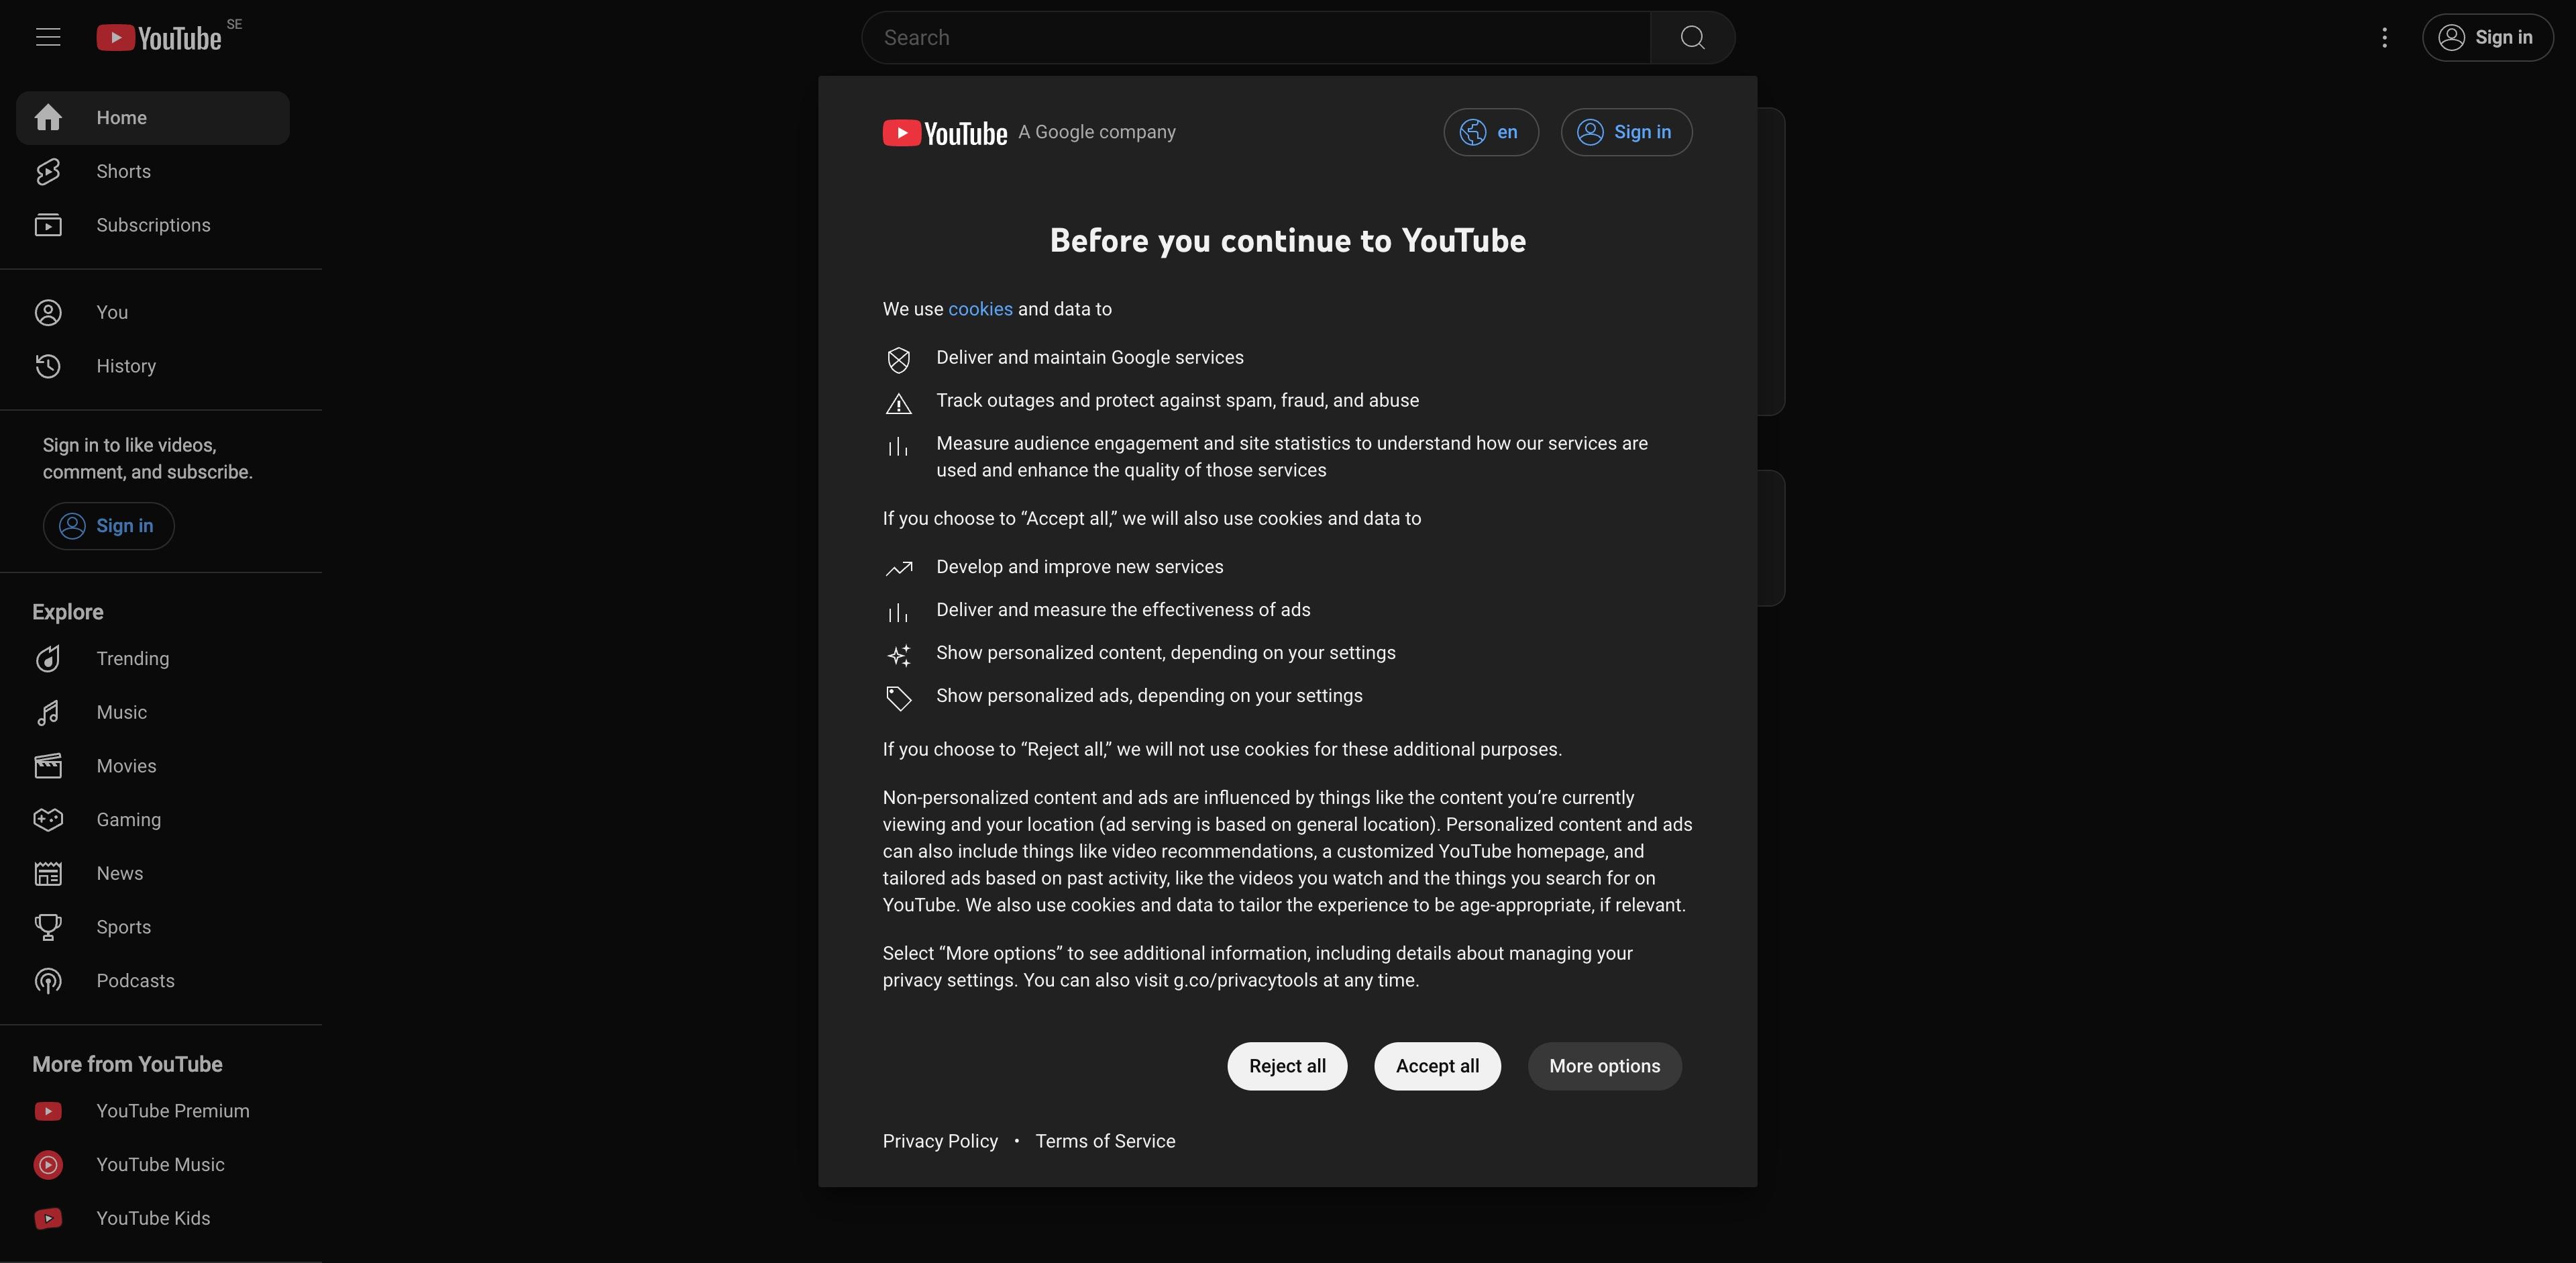 YouTube SE
Search
Sign in
Home
Shorts
Subscriptions
You
History
Sign in to like videos,
comment, and subscribe.
Sign in
Explore
Trending
Music
Movies
Gaming
News
Sports
Podcasts
More from YouTube
YouTube Premium
YouTube Music
YouTube Kids
YouTube A Google company
en
Sign in
Before you continue to YouTube
We use cookies and data to
Deliver and maintain Google services
Track outages and protect against spam, fraud, and abuse
Measure audience engagement and site statistics to understand how our services are
used and enhance the quality of those services
If you choose to “Accept all,” we will also use cookies and data to
Develop and improve new services
Deliver and measure the effectiveness of ads
Show personalized content, depending on your settings
Show personalized ads, depending on your settings
If you choose to “Reject all,” we will not use cookies for these additional purposes.
Non-personalized content and ads are influenced by things like the content you’re currently
viewing and your location (ad serving is based on general location). Personalized content and ads
can also include things like video recommendations, a customized YouTube homepage, and
tailored ads based on past activity, like the videos you watch and the things you search for on
YouTube. We also use cookies and data to tailor the experience to be age-appropriate, if relevant.
Select “More options” to see additional information, including details about managing your
privacy settings. You can also visit g.co/privacytools at any time.
Reject all
Accept all
More options
Privacy Policy • Terms of Service